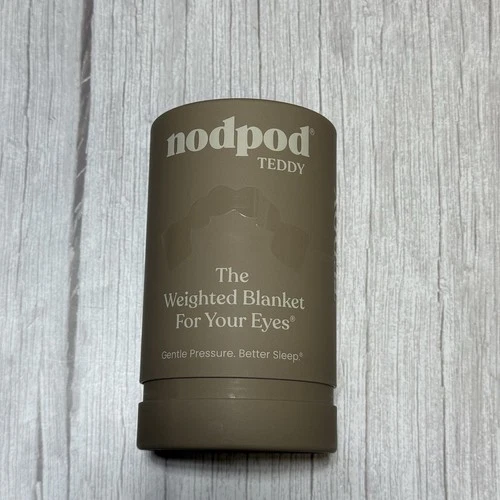 nodpod®
TEDDY
The
Weighted Blanket
For Your Eyes®
Gentle Pressure. Better Sleep.®